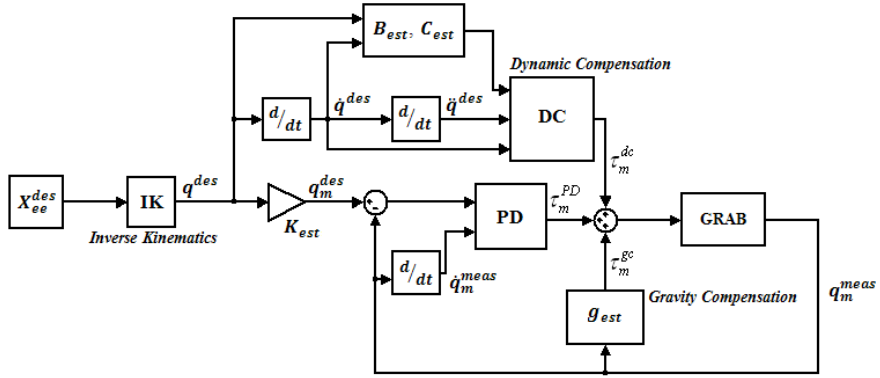 B_est, C_est
Dynamic Compensation
d/dt
q̇^des
d/dt
q̈^des
DC
τ_m^dc
X_ee^des
IK
q^des
Inverse Kinematics
K_est
q_m^des
+
-
PD
τ_m^PD
+
+
+
GRAB
d/dt
q̇_m^meas
τ_m^gc
g_est
Gravity Compensation
q_m^meas